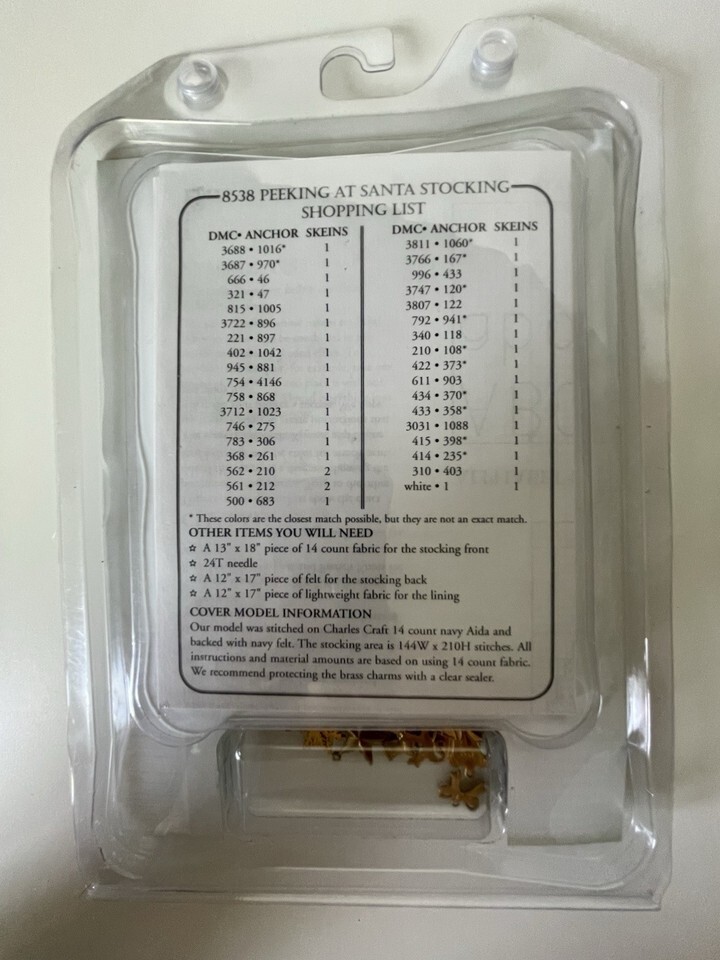 8538 PEEKING AT SANTA STOCKING
SHOPPING LIST
DMC• ANCHOR SKEINS
3688 • 1016* 1
3687 • 970* 1
666 • 46 1
321 • 47 1
815 • 1005 1
3722 • 896 1
221 • 897 1
402 • 1042 1
945 • 881 1
754 • 4146 1
758 • 868 1
3712 • 1023 1
746 • 275 1
783 • 306 1
368 • 261 1
562 • 210 2
561 • 212 2
500 • 683 1
DMC• ANCHOR SKEINS
3811 • 1060* 1
3766 • 167* 1
996 • 433 1
3747 • 120* 1
3807 • 122 1
792 • 941* 1
340 • 118 1
210 • 108* 1
422 • 373* 1
611 • 903 1
434 • 370* 1
433 • 358* 1
3031 • 1088 1
415 • 398* 1
414 • 235* 1
310 • 403 1
white • 1 1
* These colors are the closest match possible, but they are not an exact match.
OTHER ITEMS YOU WILL NEED
☆ A 13" x 18" piece of 14 count fabric for the stocking front
☆ 24T needle
☆ A 12" x 17" piece of felt for the stocking back
☆ A 12" x 17" piece of lightweight fabric for the lining
COVER MODEL INFORMATION
Our model was stitched on Charles Craft 14 count navy Aida and
backed with navy felt. The stocking area is 144W x 210H stitches. All
instructions and material amounts are based on using 14 count fabric.
We recommend protecting the brass charms with a clear sealer.